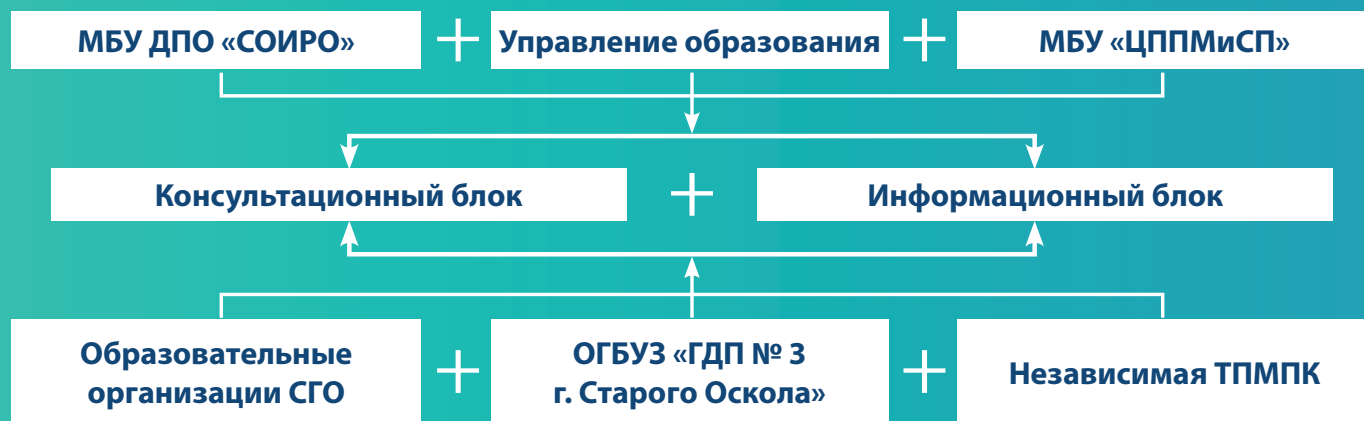 МБУ ДПО «СОИРО»
Управление образования
МБУ «ЦППМиСП»
Консультационный блок
Информационный блок
Образовательные
организации СГО
ОГБУЗ «ГДП № 3
г. Старого Оскола»
Независимая ТПМПК